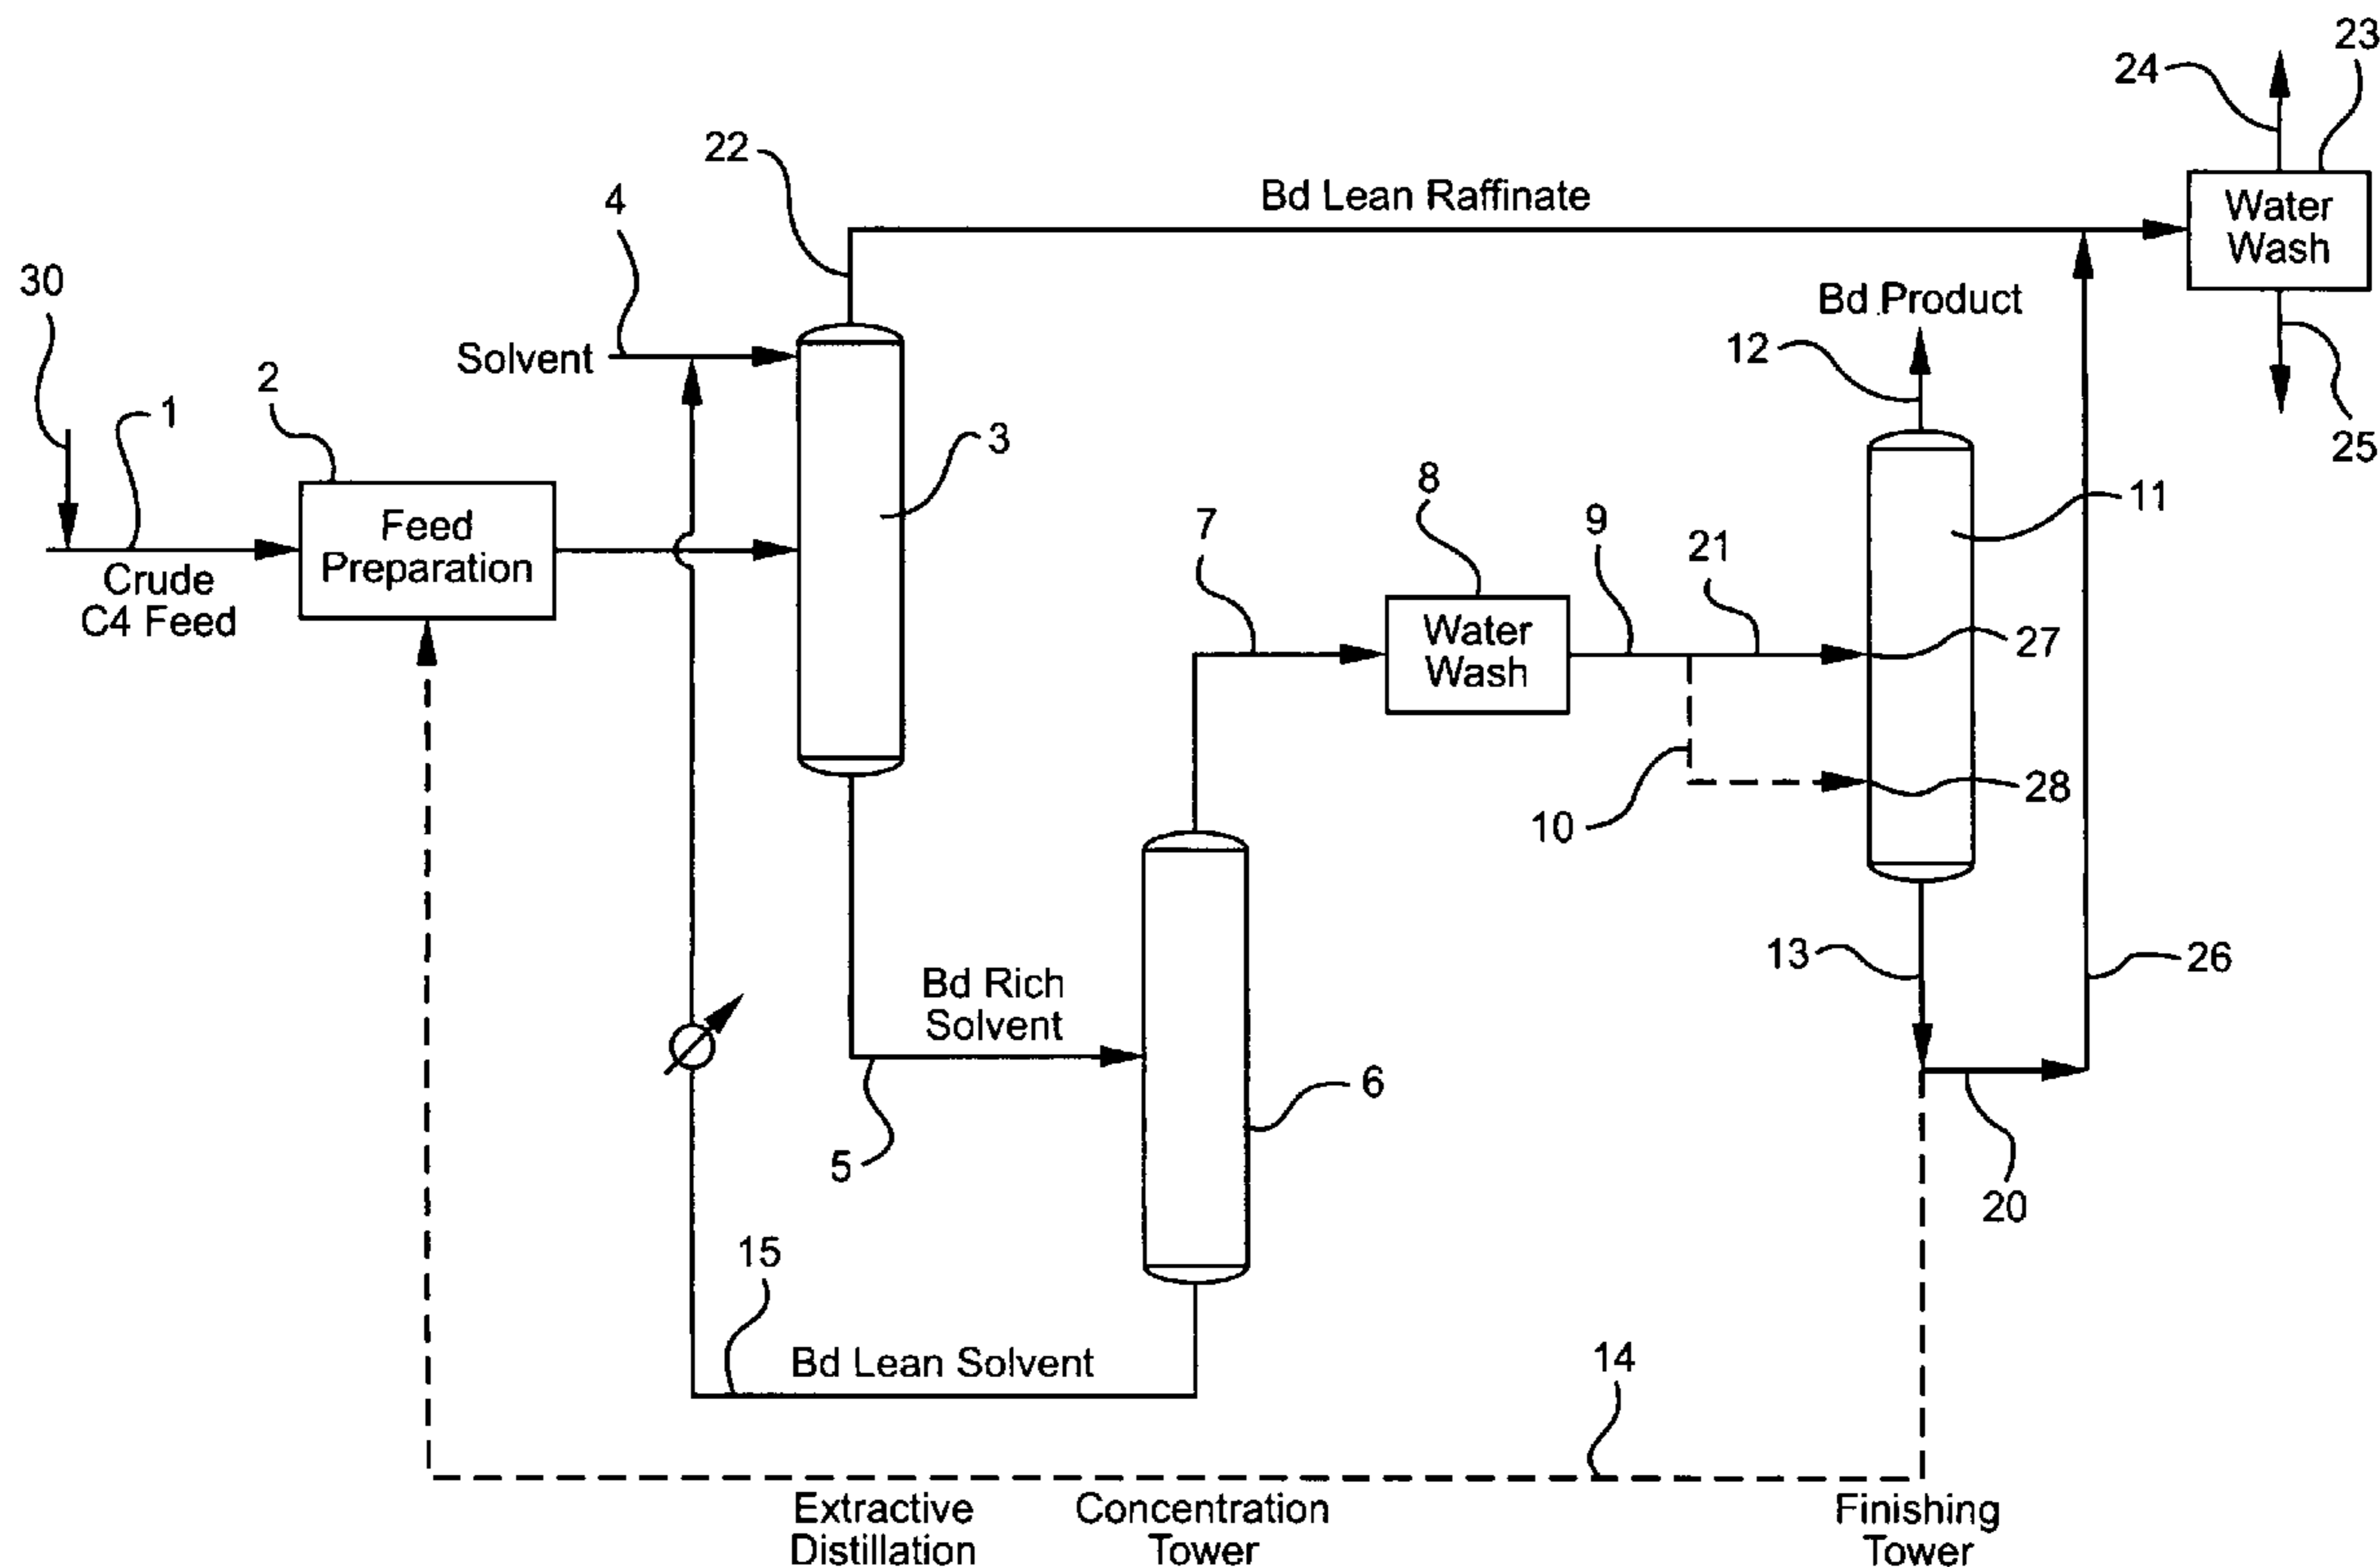 23
24
22
Bd Lean Raffinate
Water
Wash
4
30
Bd Product
Solvent
12
2
1
25
3
8
11
Feed
Preparation
7
9
21
Crude
C4 Feed
Water
Wash
27
28
10
13
26
Bd Rich
Solvent
6
5
20
15
Bd Lean Solvent
14
Extractive
Distillation
Concentration
Tower
Finishing
Tower